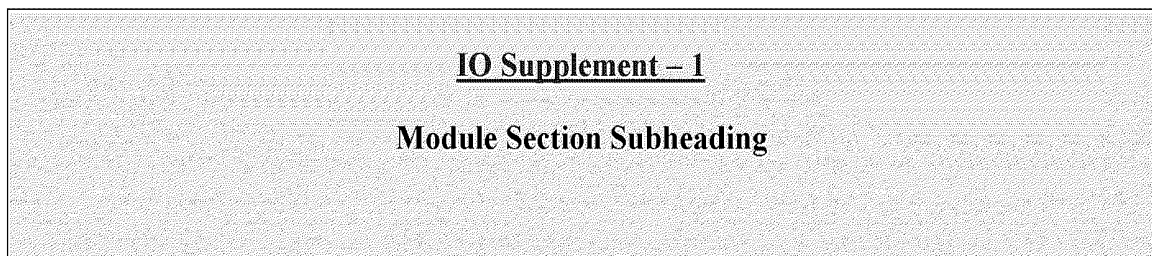 IO Supplement – 1
Module Section Subheading